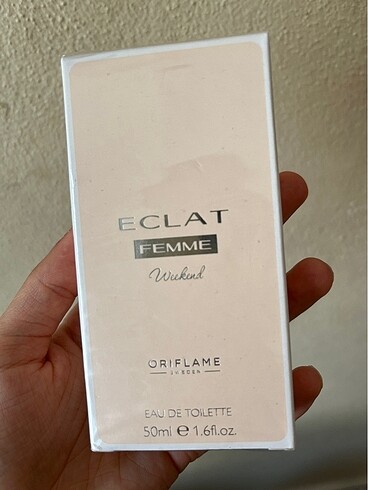 ECLAT
FEMME
Weekend
ORIFLAME
SWEDEN
EAU DE TOILETTE
50ml ℮ 1.6fl.oz.